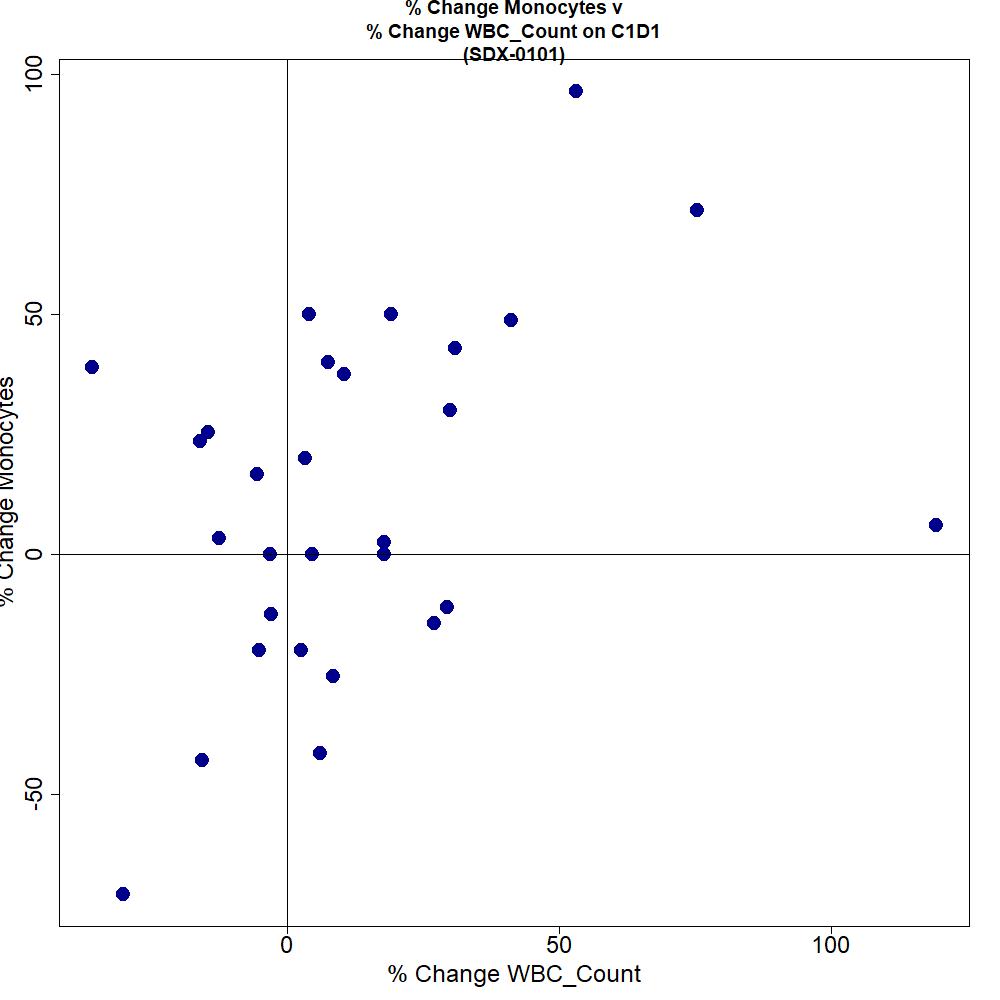 % Change Monocytes v
% Change WBC_Count on C1D1
(SDX-0101)
100
50
0
-50
% Change Monocytes
0
50
100
% Change WBC_Count